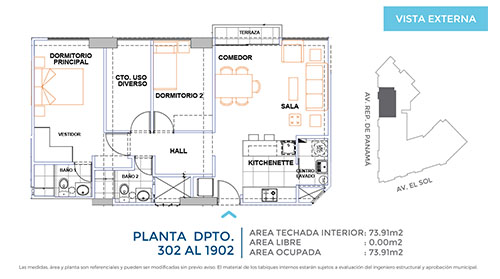 VISTA EXTERNA
TERRAZA
DORMITORIO
PRINCIPAL
CTO. USO
DIVERSO
DORMITORIO 2
COMEDOR
SALA
VESTIDOR
HALL
KITCHENETTE
BAÑO 1
BAÑO 2
CENTRO
LAVADO
AV. REP. DE PANAMÁ
AV. EL SOL
PLANTA DPTO.
302 AL 1902
AREA TECHADA INTERIOR: 73.91m2
AREA LIBRE : 0.00m2
AREA OCUPADA : 73.91m2
Las medidas, área y planta son referenciales y pueden ser modificadas sin previo aviso. El material de los tabiques internos estarán sujetos a evaluación del ingeniero estructural y aprobación municipal.